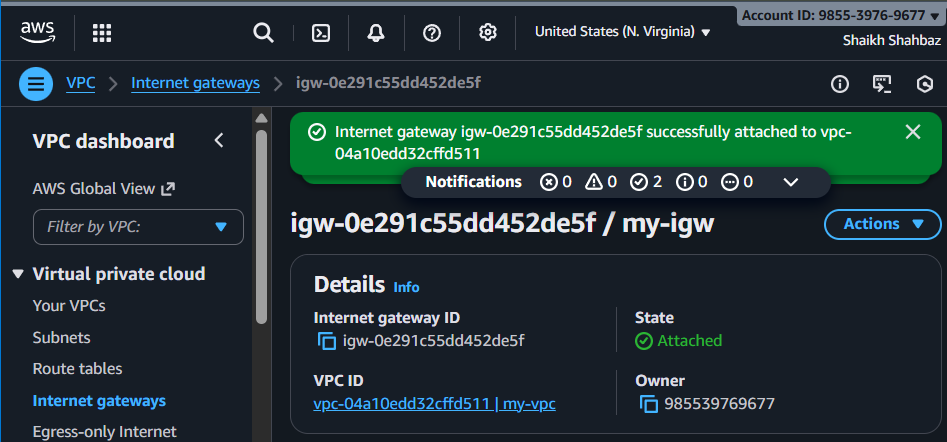 Account ID: 9855-3976-9677
aws
United States (N. Virginia)
Shaikh Shahbaz
VPC
Internet gateways
igw-0e291c55dd452de5f
VPC dashboard
AWS Global View
Filter by VPC:
Virtual private cloud
Your VPCs
Subnets
Route tables
Internet gateways
Egress-only Internet
Internet gateway igw-0e291c55dd452de5f successfully attached to vpc-
04a10edd32cffd511
Notifications 0 0 2 0 0
igw-0e291c55dd452de5f / my-igw
Actions
Details Info
Internet gateway ID
igw-0e291c55dd452de5f
State
Attached
VPC ID
vpc-04a10edd32cffd511 | my-vpc
Owner
985539769677